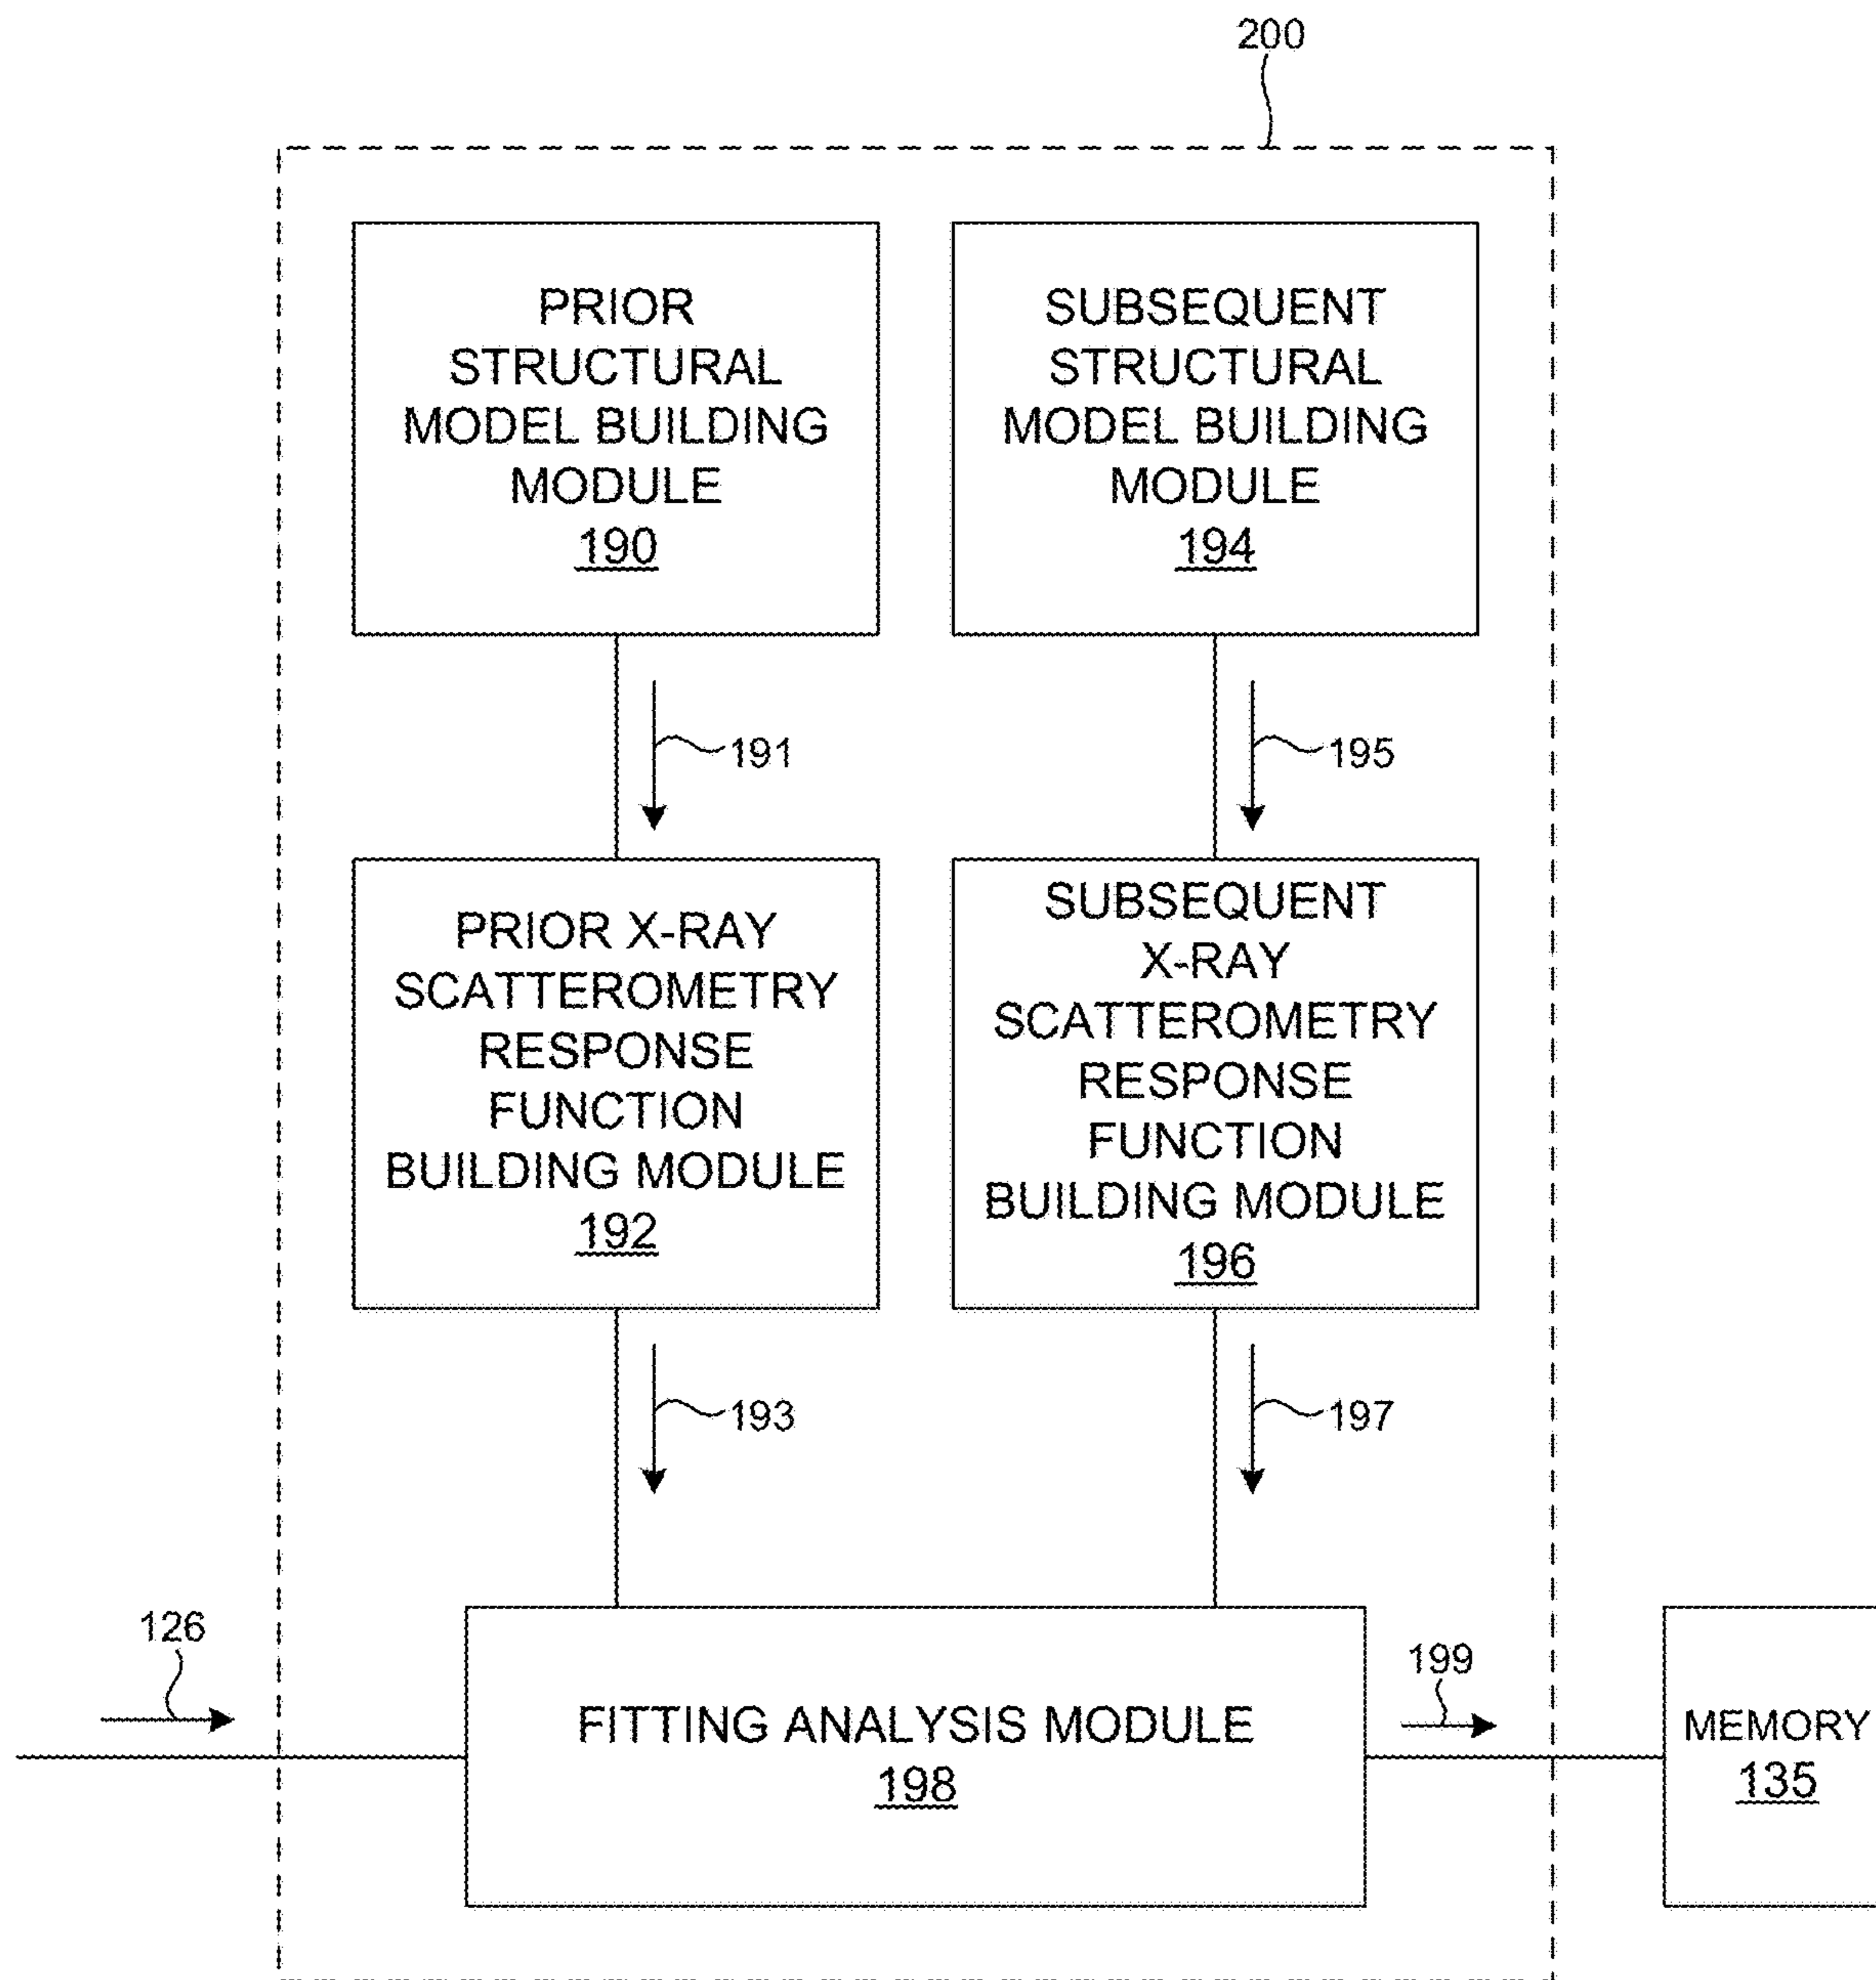 200
PRIOR
STRUCTURAL
MODEL BUILDING
MODULE
190
SUBSEQUENT
STRUCTURAL
MODEL BUILDING
MODULE
194
191
195
PRIOR X-RAY
SCATTEROMETRY
RESPONSE
FUNCTION
BUILDING MODULE
192
SUBSEQUENT
X-RAY
SCATTEROMETRY
RESPONSE
FUNCTION
BUILDING MODULE
196
193
197
126
FITTING ANALYSIS MODULE
198
199
MEMORY
135